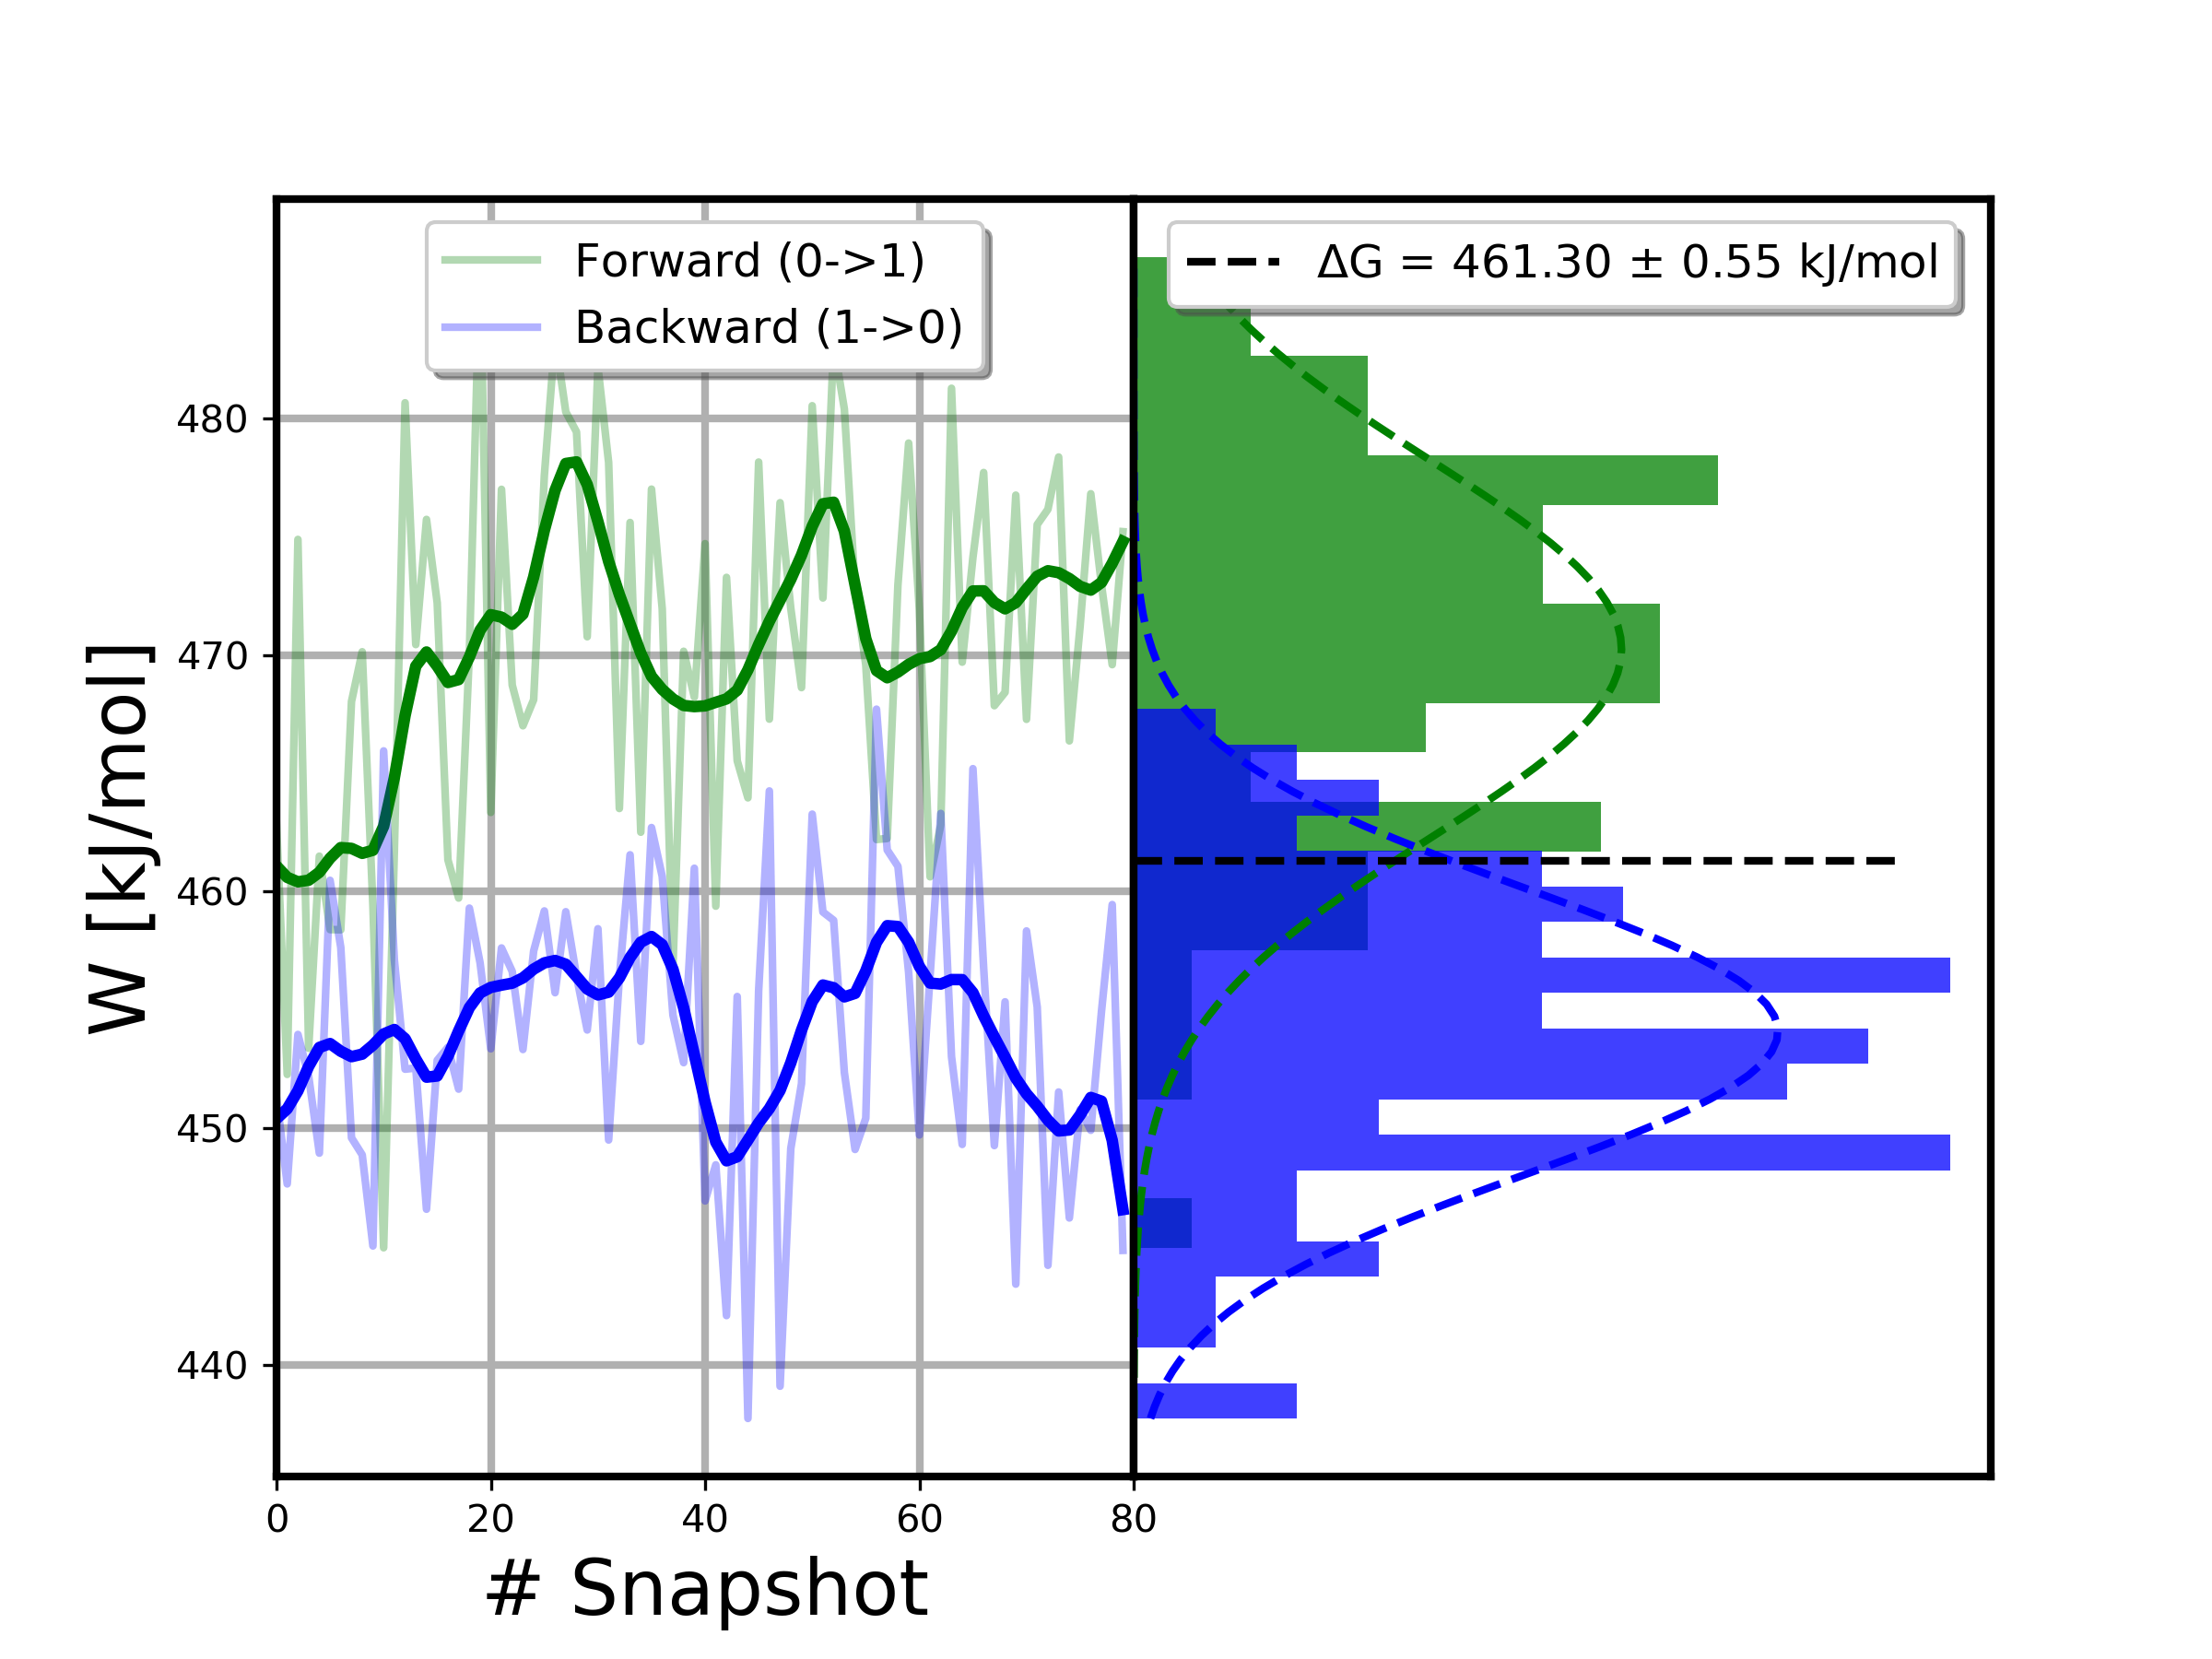 Forward (0->1)
Backward (1->0)
ΔG = 461.30 ± 0.55 kJ/mol
W [kJ/mol]
480
470
460
450
440
0
20
40
60
80
# Snapshot